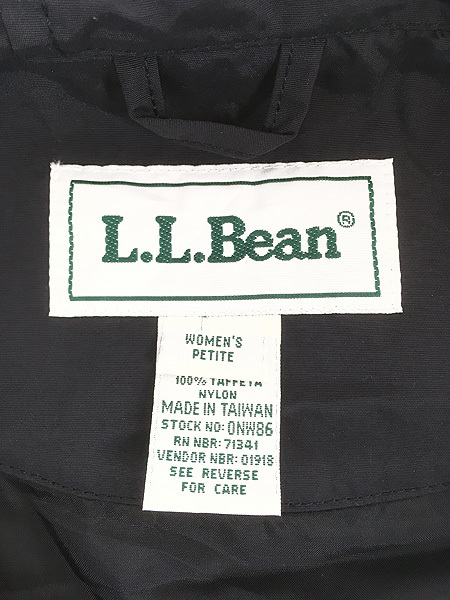 L.L.Bean®
WOMEN'S
PETITE
100% TAFFETA
NYLON
MADE IN TAIWAN
STOCK NO: 0NW86
RN NBR: 71341
VENDOR NBR: 01918
SEE REVERSE
FOR CARE